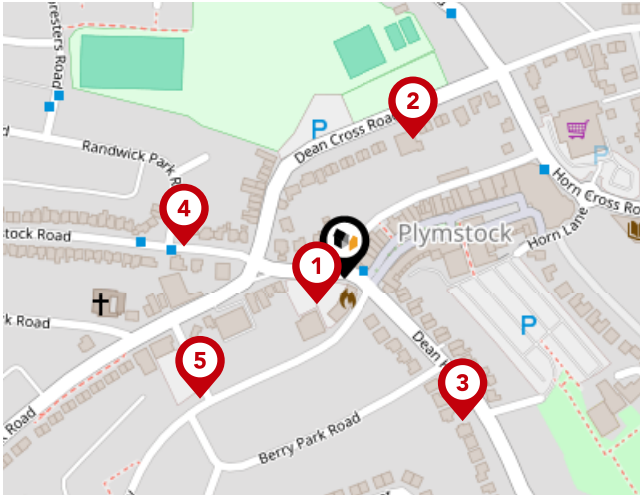 resters Road
P
2
Dean Cross Roa
Randwick Park R
P
4
Horn Cross Ro
stock Road
Plymstock
Horn Lane
1
P
k Road
5
Dean H
3
Road
Berry Park Road